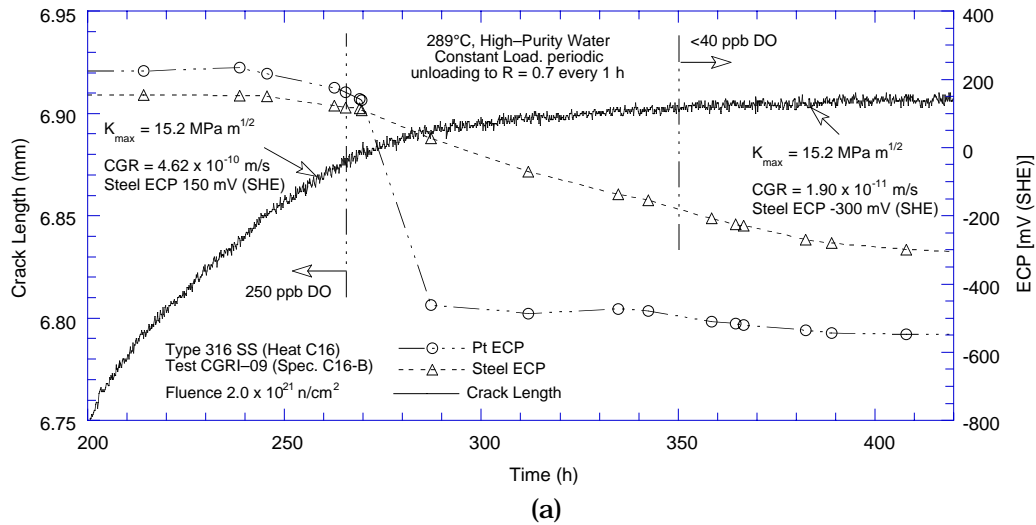 6.95
6.90
6.85
6.80
6.75
Crack Length (mm)
400
200
0
-200
-400
-600
-800
ECP [mV (SHE)]
289°C, High–Purity Water
Constant Load. periodic
unloading to R = 0.7 every 1 h
<40 ppb DO
K max = 15.2 MPa m 1/2
CGR = 4.62 x 10 -10 m/s
Steel ECP 150 mV (SHE)
K max = 15.2 MPa m 1/2
CGR = 1.90 x 10 -11 m/s
Steel ECP -300 mV (SHE)
250 ppb DO
Type 316 SS (Heat C16)
Test CGRI–09 (Spec. C16-B)
Fluence 2.0 x 10 21 n/cm 2
Pt ECP
Steel ECP
Crack Length
200
250
300
350
400
Time (h)
(a)